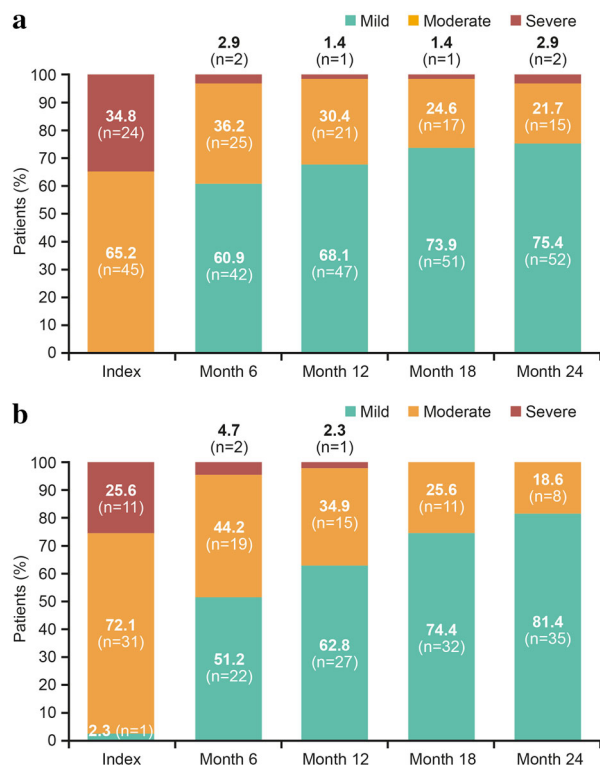 a
Mild Moderate Severe
2.9 1.4 1.4 2.9
(n=2) (n=1) (n=1) (n=2)
Patients (%)
100
90
80
70
60
50
40
30
20
10
0
34.8
(n=24)
65.2
(n=45)
36.2
(n=25)
60.9
(n=42)
30.4
(n=21)
68.1
(n=47)
24.6
(n=17)
73.9
(n=51)
21.7
(n=15)
75.4
(n=52)
Index Month 6 Month 12 Month 18 Month 24
b
Mild Moderate Severe
4.7 2.3
(n=2) (n=1)
Patients (%)
100
90
80
70
60
50
40
30
20
10
0
25.6
(n=11)
72.1
(n=31)
2.3 (n=1)
44.2
(n=19)
51.2
(n=22)
34.9
(n=15)
62.8
(n=27)
25.6
(n=11)
74.4
(n=32)
18.6
(n=8)
81.4
(n=35)
Index Month 6 Month 12 Month 18 Month 24